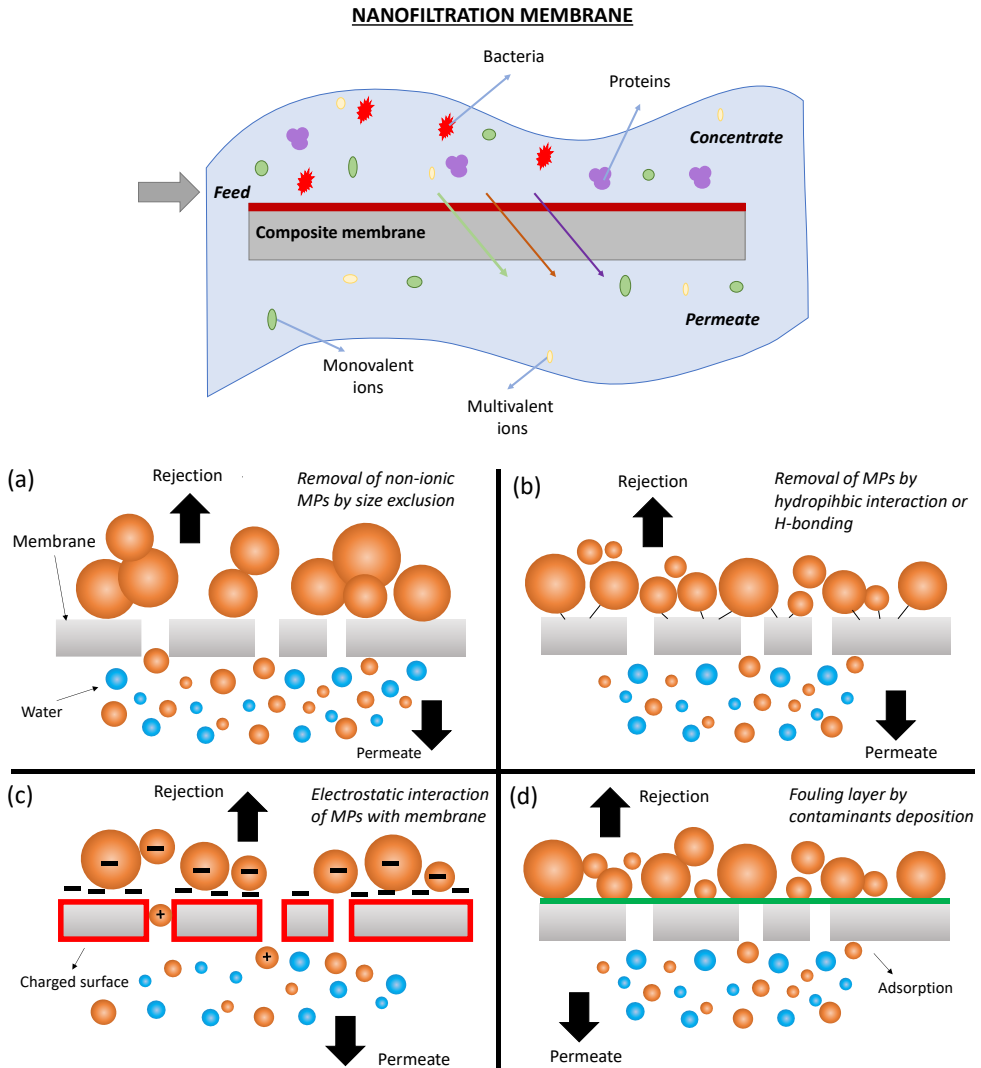 NANOFILTRATION MEMBRANE
Bacteria
Proteins
Concentrate
Feed
Composite membrane
Permeate
Monovalent
ions
Multivalent
ions
(a)
Rejection
Removal of non-ionic
MPs by size exclusion
Membrane
Water
Permeate
(b)
Rejection
Removal of MPs by
hydropihbic interaction or
H-bonding
Permeate
(c)
Rejection
Electrostatic interaction
of MPs with membrane
+
+
Charged surface
Permeate
(d)
Rejection
Fouling layer by
contaminants deposition
Adsorption
Permeate